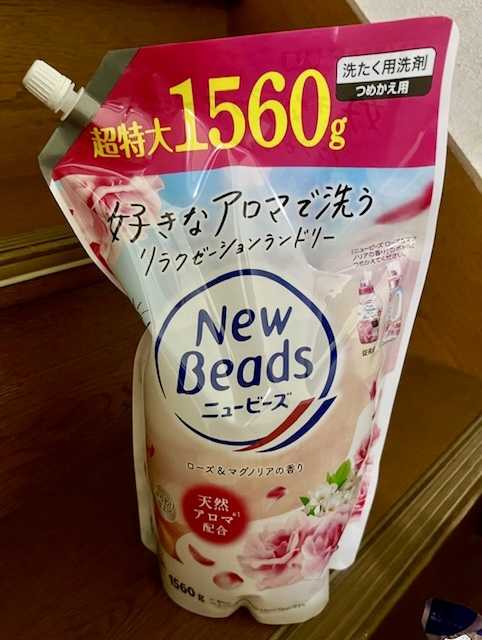 洗たく用洗剤
つめかえ用
超特大1560g
好きなアロマで洗う
リラクゼーションランドリー
New
Beads
ニュービーズ
ローズ&マグノリアの香り
天然
アロマ※1
配合
1560g